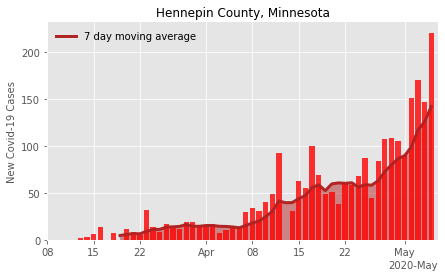 Hennepin County, Minnesota
7 day moving average
New Covid-19 Cases
200
150
100
50
0
08 15 22 Apr 08 15 22 May
2020-May